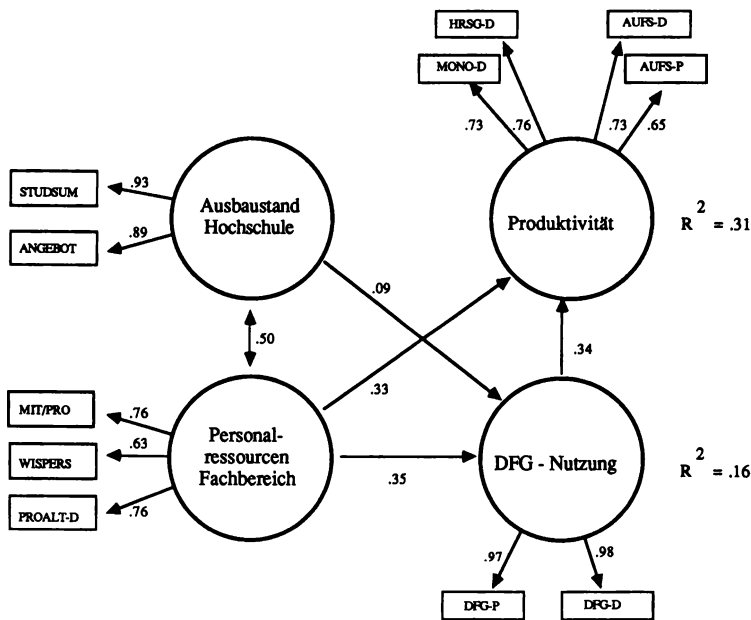 HRSG-D
AUFS-D
MONO-D
AUFS-P
.73
.76
.73
.65
STUDSUM
.93
ANGEBOT
.89
Ausbaustand
Hochschule
Produktivität
R² = .31
.09
.50
.33
.34
MIT/PRO
.76
WISPERS
.63
PROALT-D
.76
Personal-
ressourcen
Fachbereich
.35
DFG - Nutzung
R² = .16
.97
.98
DFG-P
DFG-D